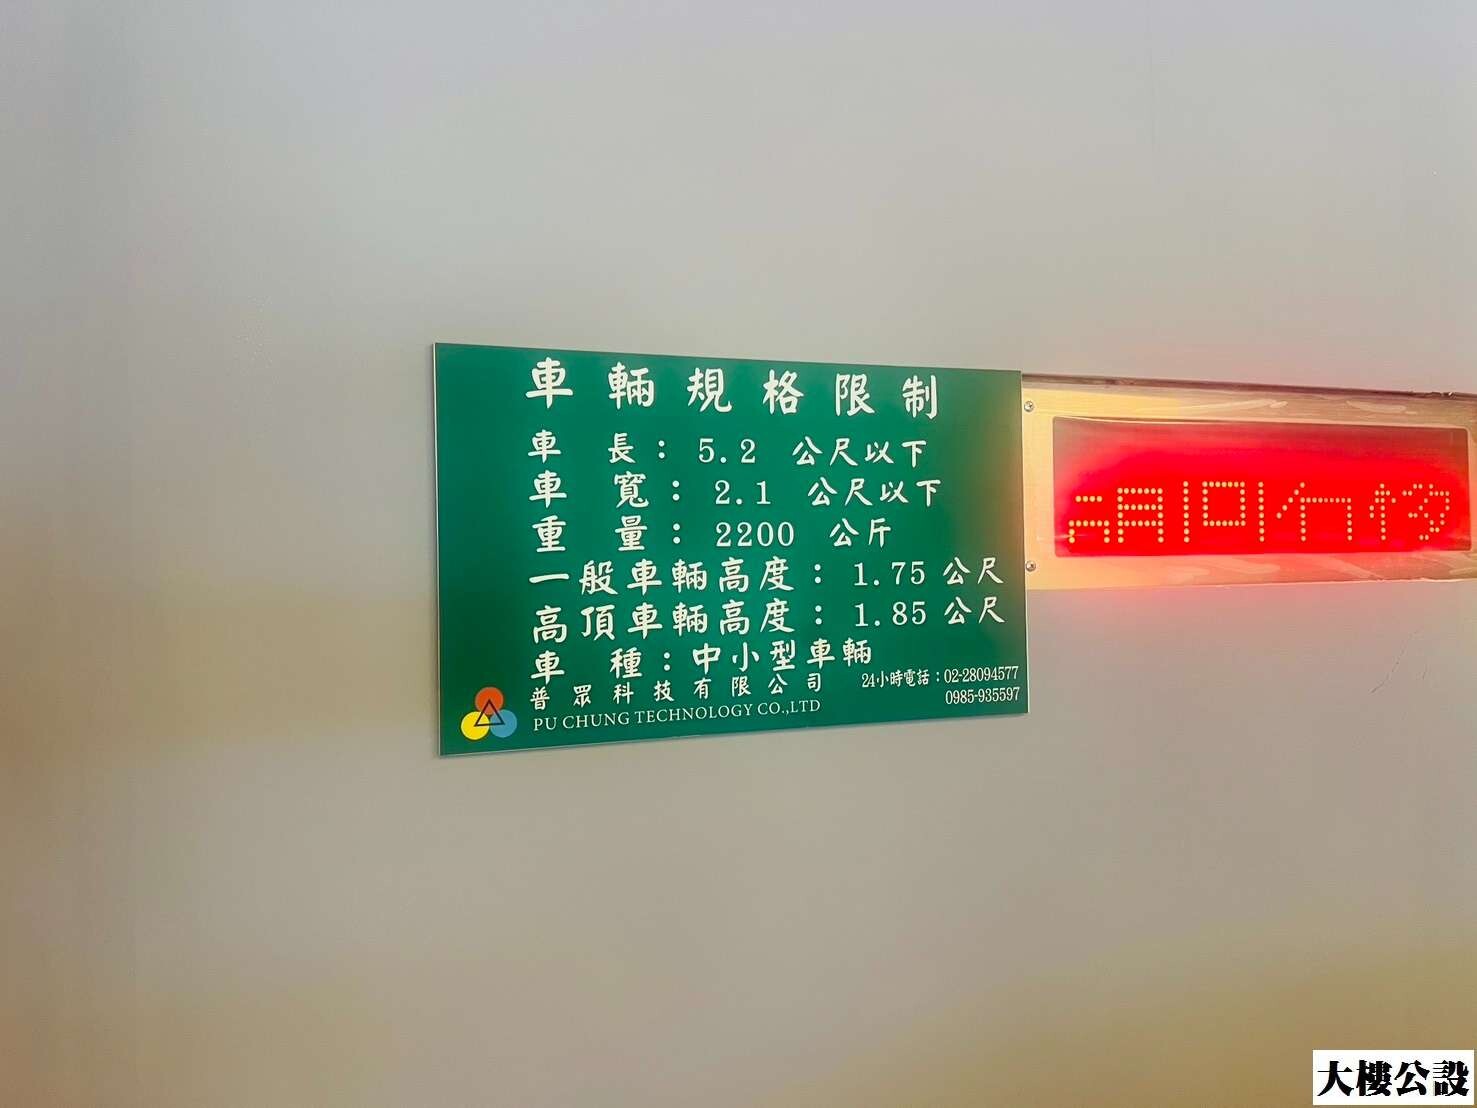 車輛規格限制
車長：5.2 公尺以下
車寬：2.1 公尺以下
重量：2200 公斤
一般車輛高度：1.75 公尺
高頂車輛高度：1.85 公尺
車種：中小型車輛
普眾科技有限公司
PU CHUNG TECHNOLOGY CO.,LTD
24小時電話：02-28094577
0985-935597
大樓公設